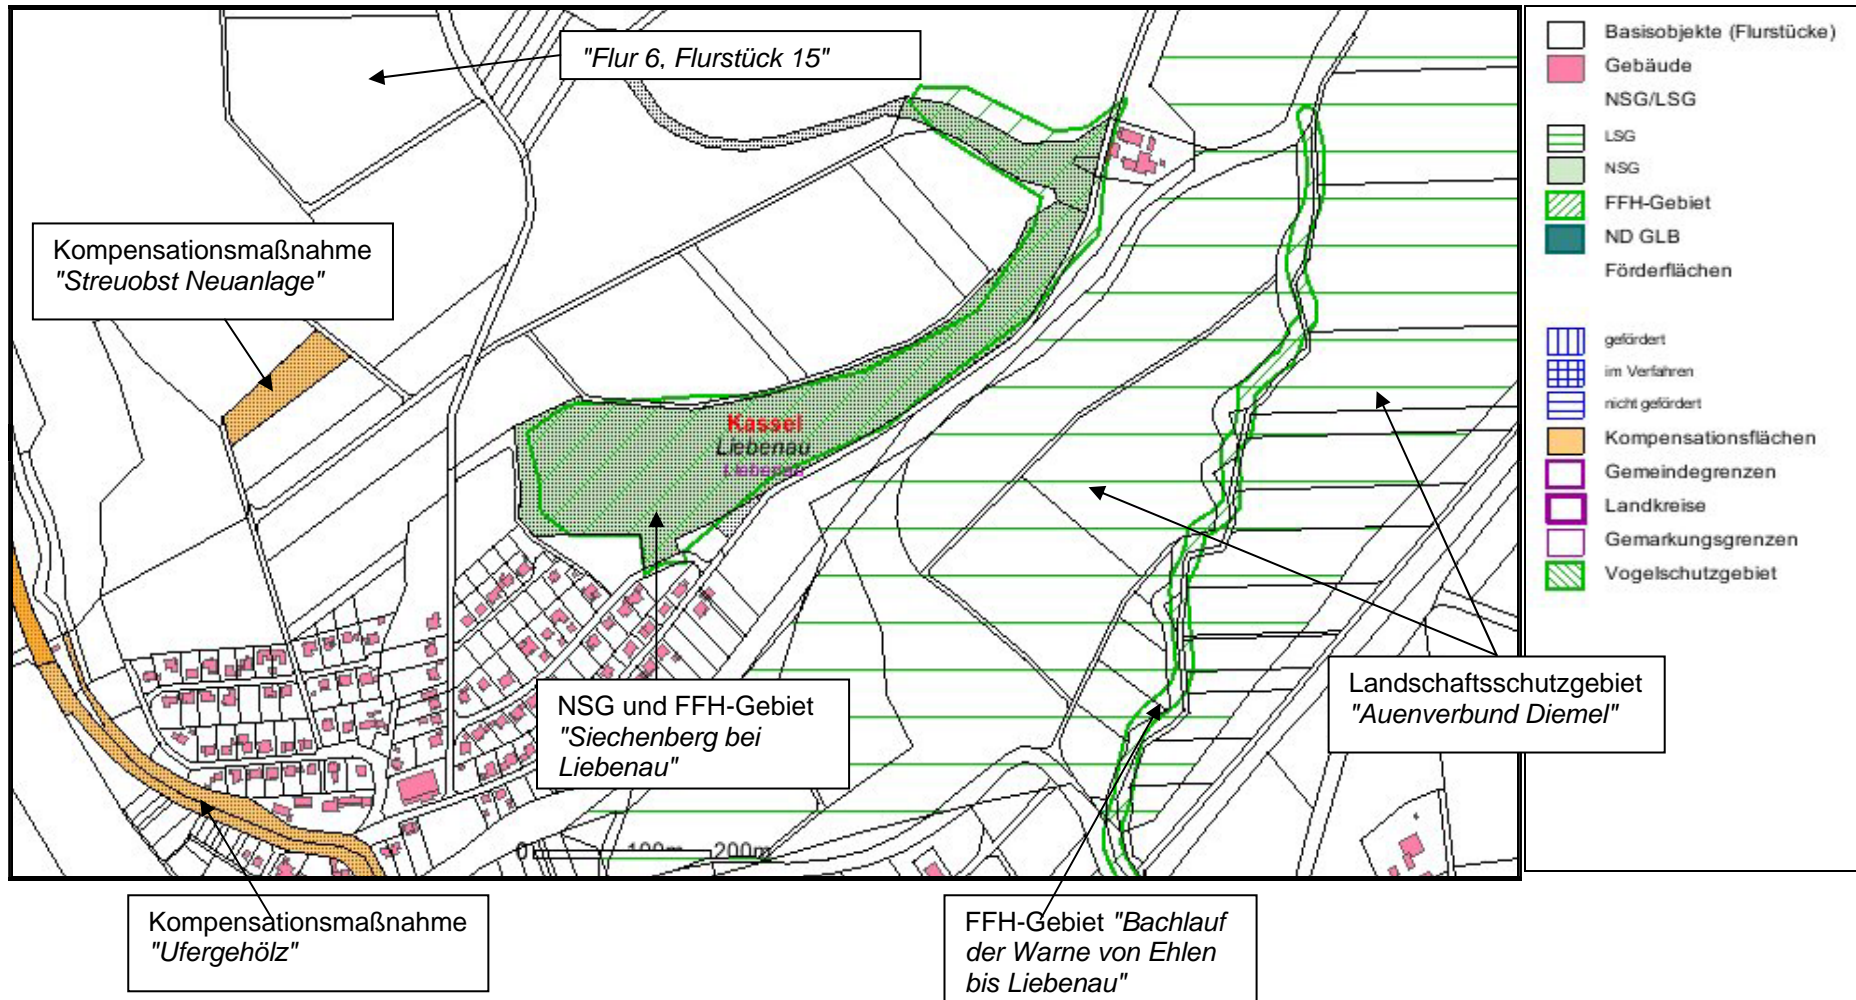 "Flur 6, Flurstück 15"
Kompensationsmaßnahme
"Streuobst Neuanlage"
Kassel
Liebenau
Liebenau
NSG und FFH-Gebiet
"Siechenberg bei
Liebenau"
Landschaftsschutzgebiet
"Auenverbund Diemel"
0 100m 200m
Kompensationsmaßnahme
"Ufergehölz"
FFH-Gebiet "Bachlauf
der Warne von Ehlen
bis Liebenau"
Basisobjekte (Flurstücke)
Gebäude
NSG/LSG
LSG
NSG
FFH-Gebiet
ND GLB
Förderflächen
gefördert
im Verfahren
nicht gefördert
Kompensationsflächen
Gemeindegrenzen
Landkreise
Gemarkungsgrenzen
Vogelschutzgebiet